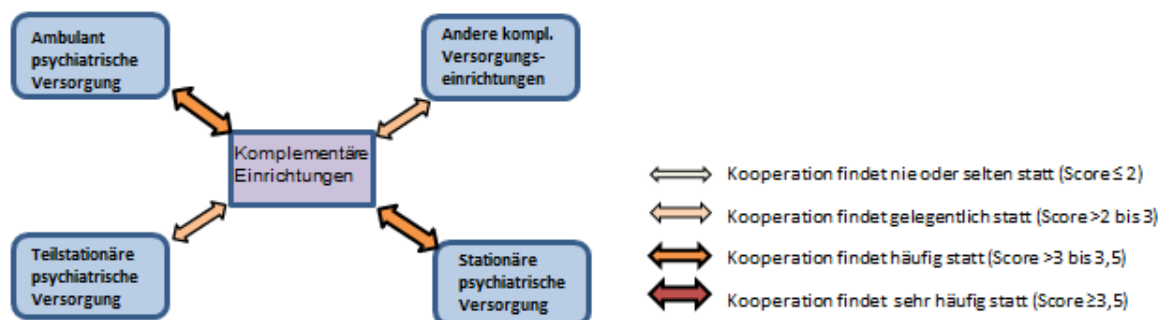 Ambulant
psychiatrische
Versorgung
Andere kompl.
Versorgungs-
einrichtungen
Komplementäre
Einrichtungen
Teilstationäre
psychiatrische
Versorgung
Stationäre
psychiatrische
Versorgung
Kooperation findet nie oder selten statt (Score ≤ 2)
Kooperation findet gelegentlich statt (Score >2 bis 3)
Kooperation findet häufig statt (Score >3 bis 3,5)
Kooperation findet sehr häufig statt (Score ≥3,5)